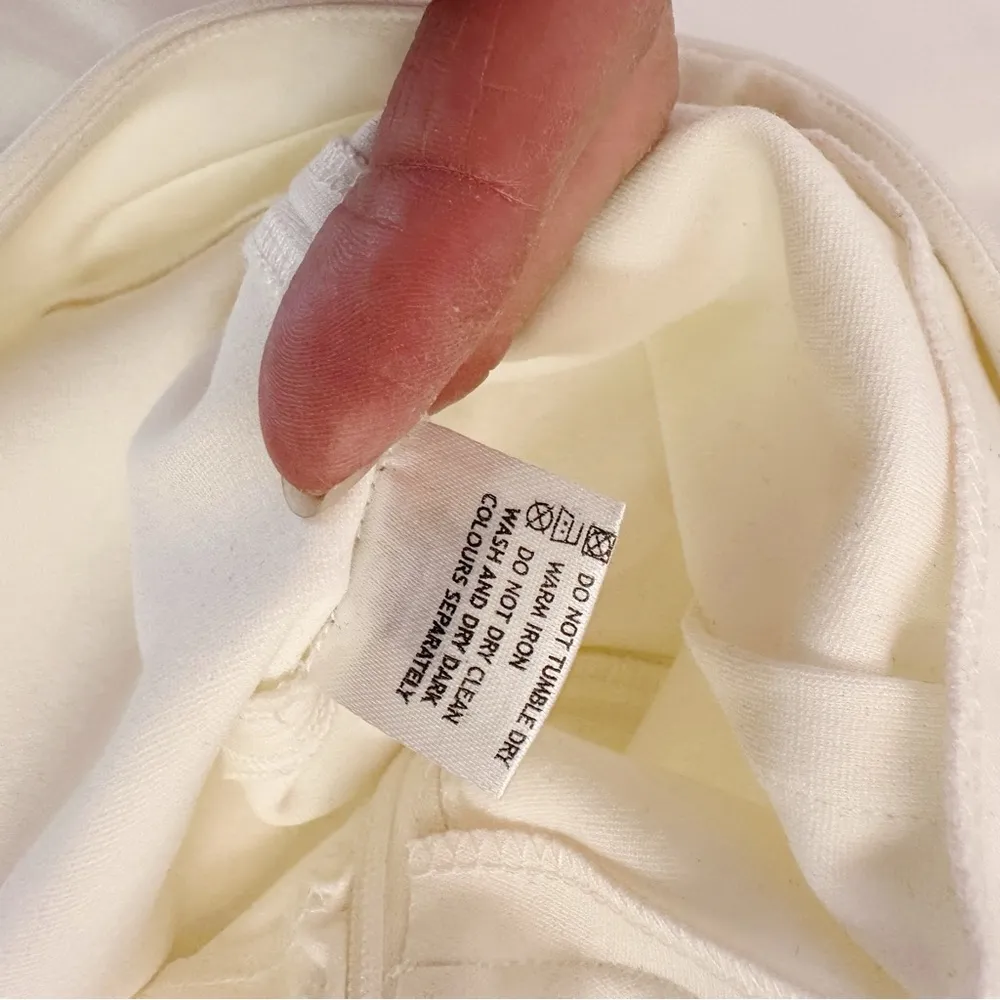 DO NOT TUMBLE DRY
WARM IRON
DO NOT DRY CLEAN
WASH AND DRY DARK
COLOURS SEPARATELY